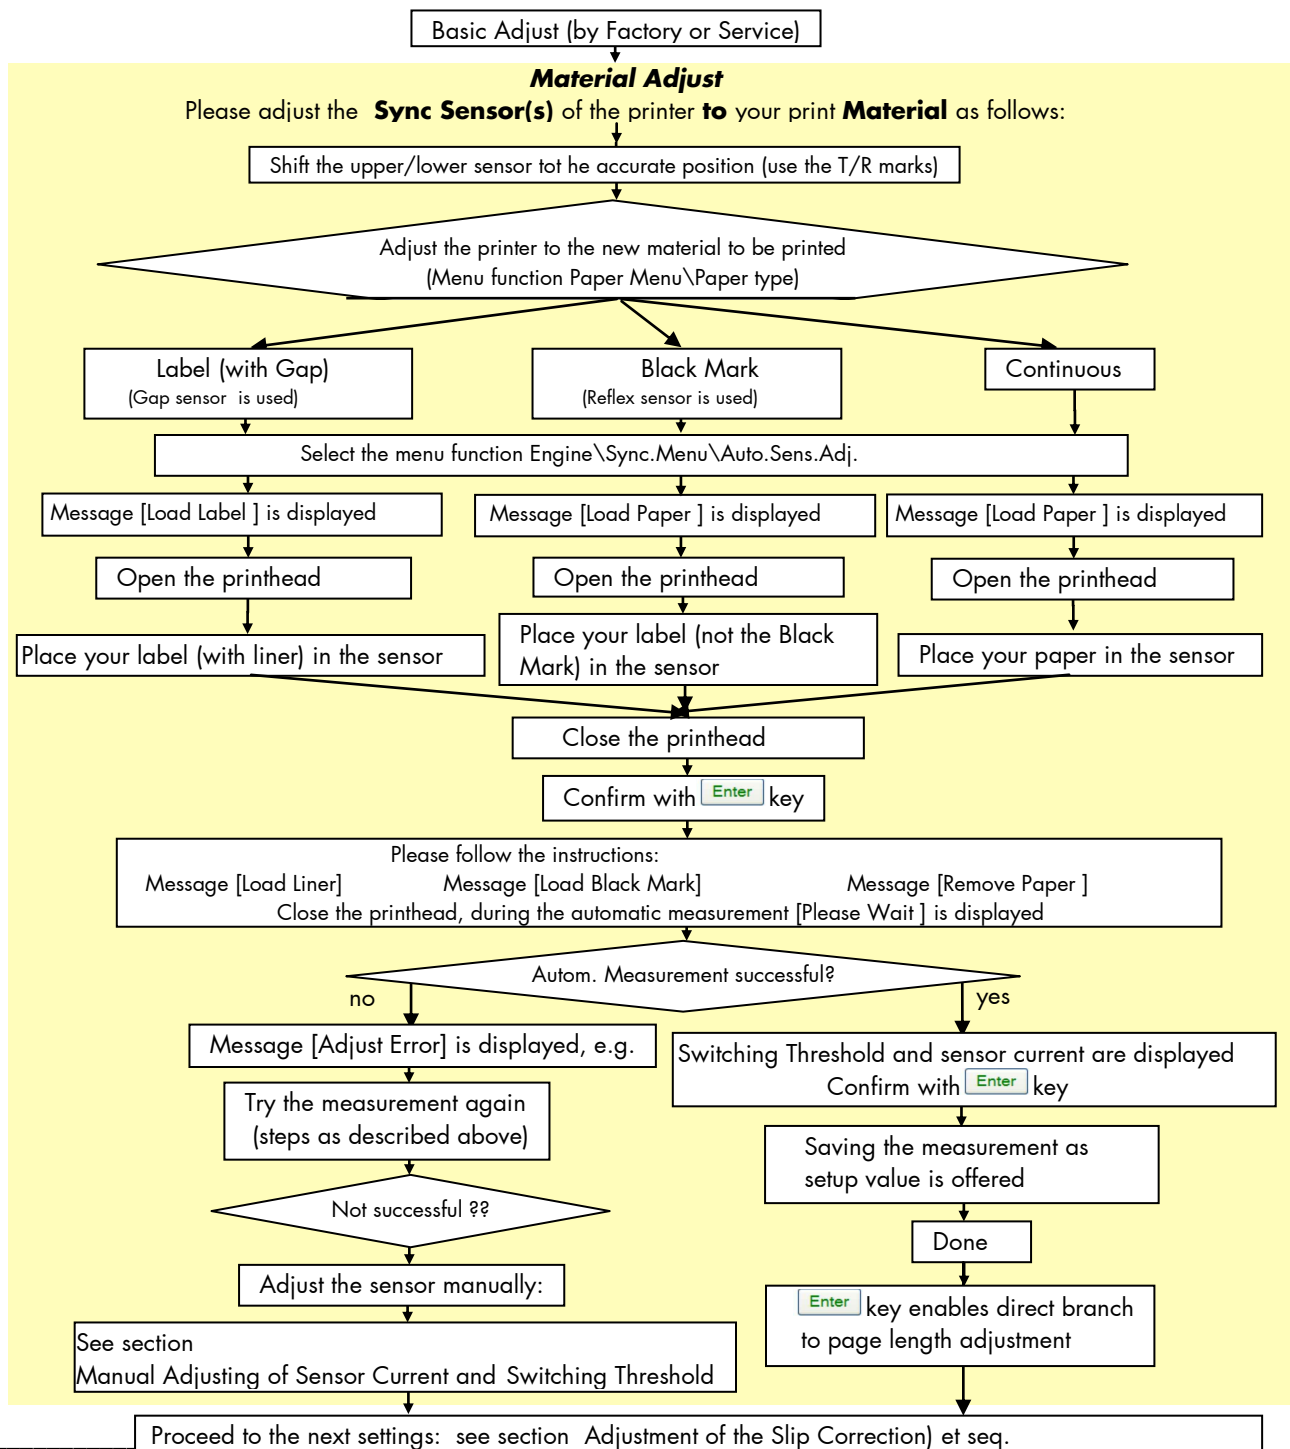 Basic Adjust (by Factory or Service)
Material Adjust
Please adjust the Sync Sensor(s) of the printer to your print Material as follows:
Shift the upper/lower sensor tot he accurate position (use the T/R marks)
Adjust the printer to the new material to be printed
(Menu function Paper Menu\Paper type)
Label (with Gap)
(Gap sensor is used)
Black Mark
(Reflex sensor is used)
Continuous
Select the menu function Engine\Sync.Menu\Auto.Sens.Adj.
Message [Load Label ] is displayed
Message [Load Paper ] is displayed
Message [Load Paper ] is displayed
Open the printhead
Open the printhead
Open the printhead
Place your label (with liner) in the sensor
Place your label (not the Black
Mark) in the sensor
Place your paper in the sensor
Close the printhead
Confirm with Enter key
Please follow the instructions:
Message [Load Liner] Message [Load Black Mark] Message [Remove Paper ]
Close the printhead, during the automatic measurement [Please Wait ] is displayed
Autom. Measurement successful?
no
yes
Message [Adjust Error] is displayed, e.g.
Switching Threshold and sensor current are displayed
Confirm with Enter key
Try the measurement again
(steps as described above)
Saving the measurement as
setup value is offered
Not successful ??
Done
Adjust the sensor manually:
Enter key enables direct branch
to page length adjustment
See section
Manual Adjusting of Sensor Current and Switching Threshold
Proceed to the next settings: see section Adjustment of the Slip Correction) et seq.